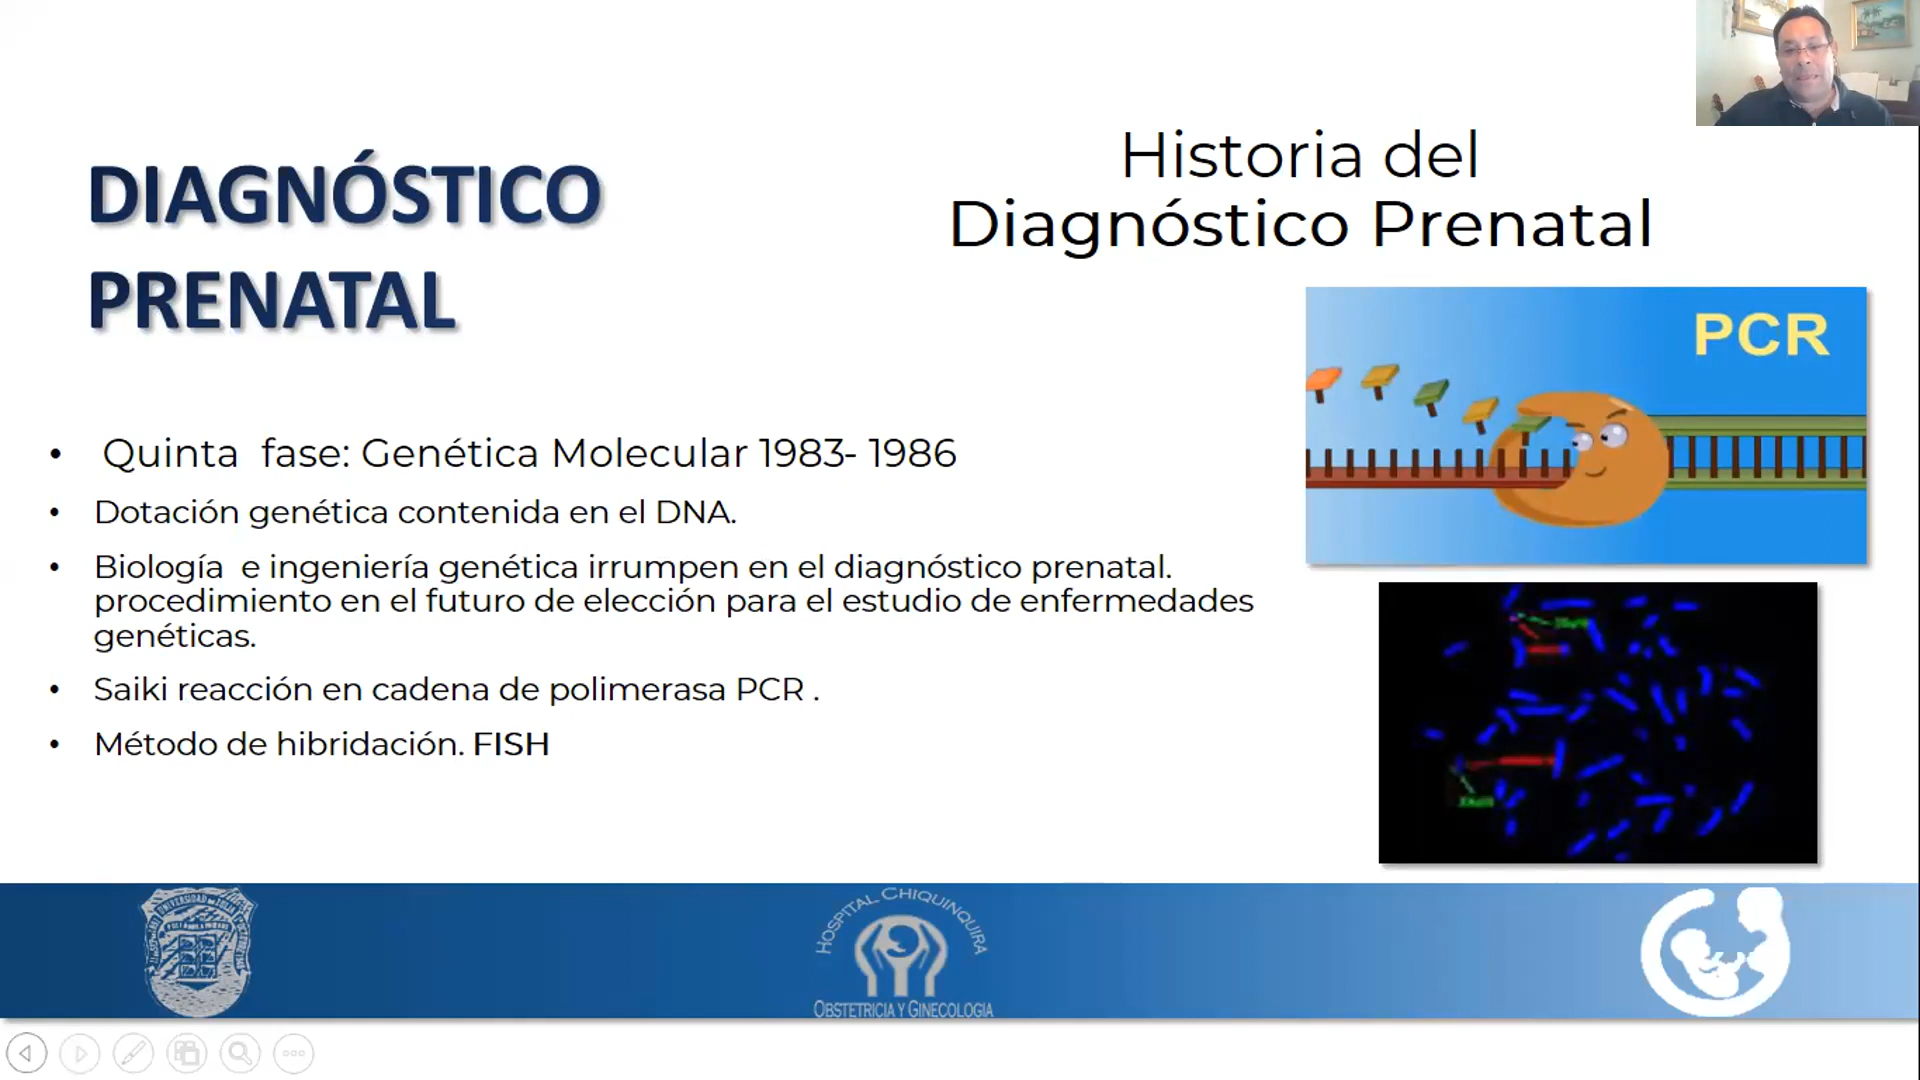 DIAGNÓSTICO
PRENATAL
Historia del
Diagnóstico Prenatal
PCR
• Quinta fase: Genética Molecular 1983- 1986
• Dotación genética contenida en el DNA.
• Biología e ingeniería genética irrumpen en el diagnóstico prenatal.
procedimiento en el futuro de elección para el estudio de enfermedades
genéticas.
• Saiki reacción en cadena de polimerasa PCR .
• Método de hibridación. FISH
HOSPITAL CHIQUINQUIRA
OBSTETRICIA Y GINECOLOGIA